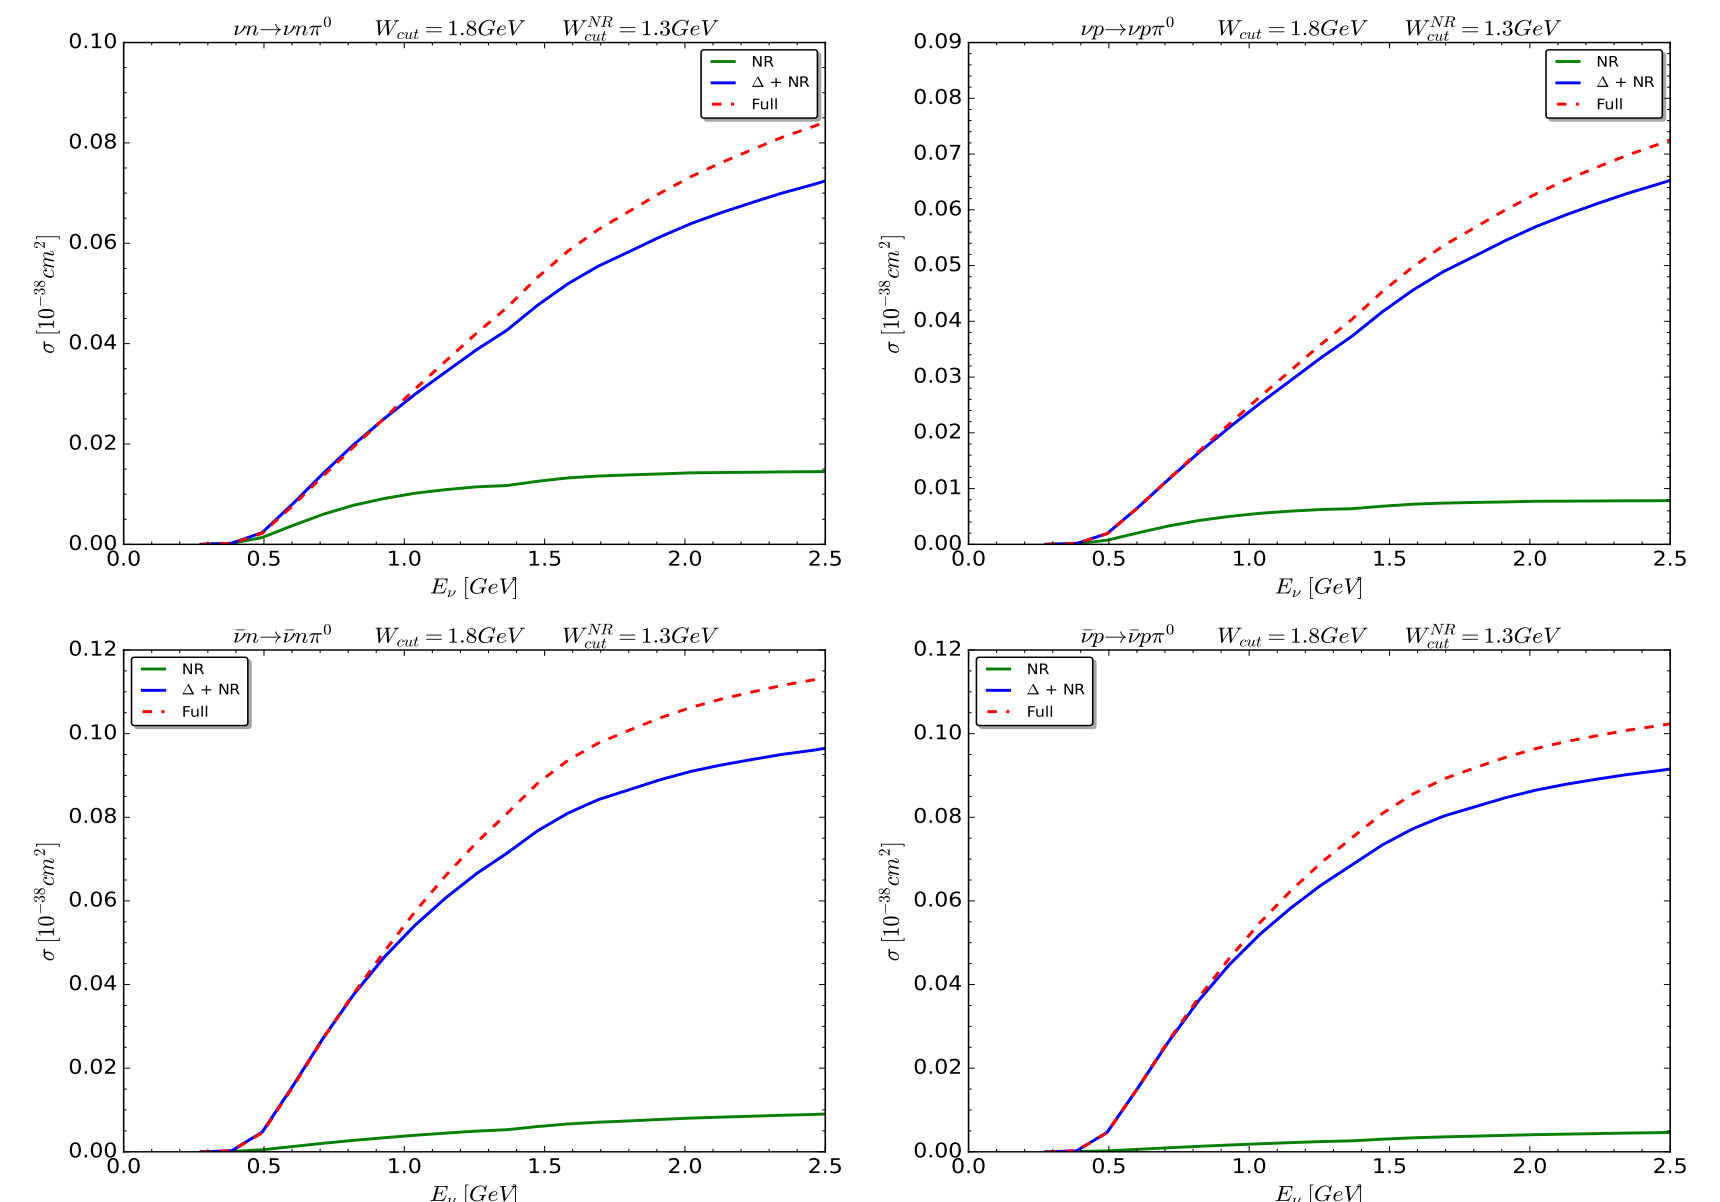 νn→νnπ⁰ W_cut = 1.8GeV W_cut^NR = 1.3GeV
0.10
0.08
0.06
0.04
0.02
0.00
σ [10⁻³⁸cm²]
NR
Δ + NR
Full
0.0 0.5 1.0 1.5 2.0 2.5
E_ν [GeV]
νp→νpπ⁰ W_cut = 1.8GeV W_cut^NR = 1.3GeV
0.09
0.08
0.07
0.06
0.05
0.04
0.03
0.02
0.01
0.00
σ [10⁻³⁸cm²]
NR
Δ + NR
Full
0.0 0.5 1.0 1.5 2.0 2.5
E_ν [GeV]
ν̄n→ν̄nπ⁰ W_cut = 1.8GeV W_cut^NR = 1.3GeV
0.12
0.10
0.08
0.06
0.04
0.02
0.00
σ [10⁻³⁸cm²]
NR
Δ + NR
Full
0.0 0.5 1.0 1.5 2.0 2.5
E_ν [GeV]
ν̄p→ν̄pπ⁰ W_cut = 1.8GeV W_cut^NR = 1.3GeV
0.12
0.10
0.08
0.06
0.04
0.02
0.00
σ [10⁻³⁸cm²]
NR
Δ + NR
Full
0.0 0.5 1.0 1.5 2.0 2.5
E_ν [GeV]